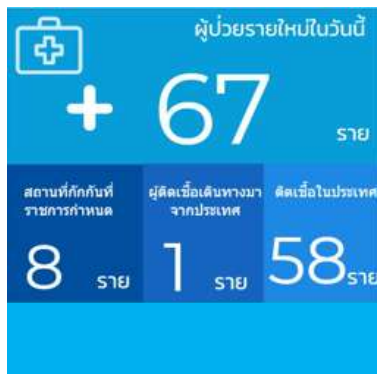 ผู้ป่วยรายใหม่ในวันนี้
+ 67
ราย
สถานที่กักกันที่
ราชการกำหนด
8 ราย
ผู้ติดเชื้อเดินทางมา
จากประเทศ
1 ราย
ติดเชื้อในประเทศ
58 ราย